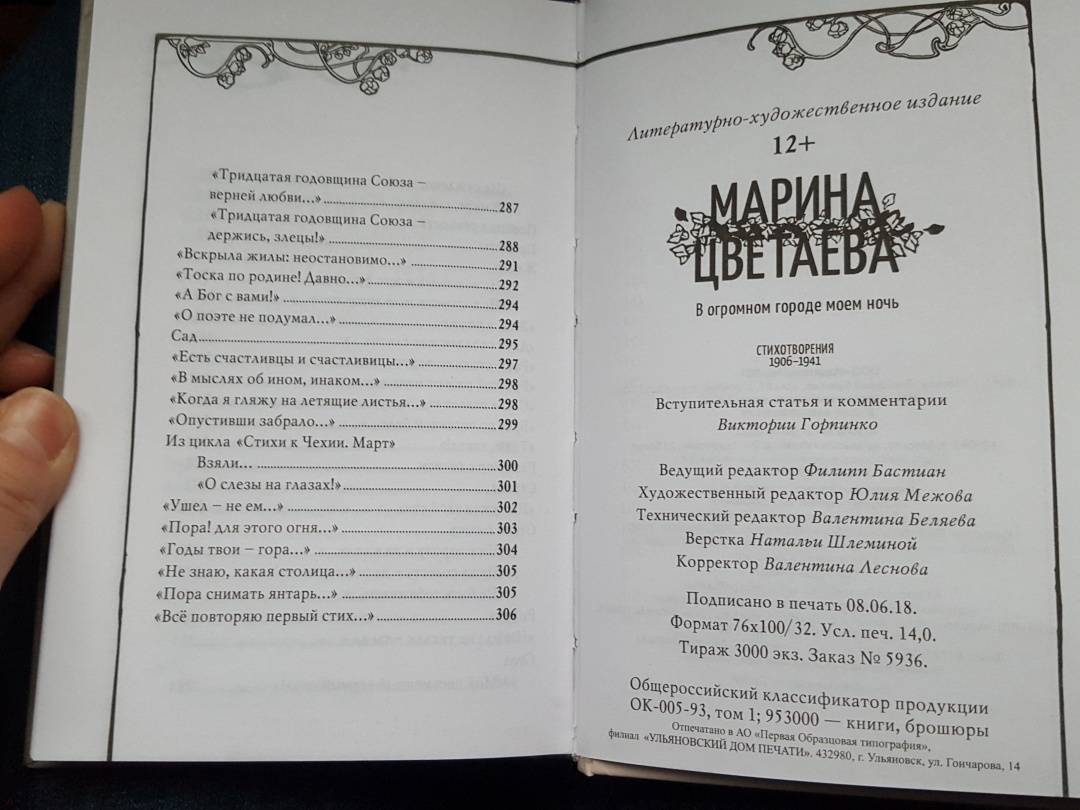 «Тридцатая годовщина Союза –
верней любви...» 287
«Тридцатая годовщина Союза –
держись, злецы!» 288
«Вскрыла жилы: неостановимо...» 291
«Тоска по родине! Давно...» 292
«А Бог с вами!» 294
«О поэте не подумал...» 294
Сад 295
«Есть счастливцы и счастливицы...» 297
«В мыслях об ином, инаком...» 298
«Когда я гляжу на летящие листья...» 298
«Опустивши забрало...» 299
Из цикла «Стихи к Чехии. Март»
Взяли... 300
«О слезы на глазах!» 301
«Ушел – не ем...» 302
«Пора! для этого огня...» 303
«Годы твои – гора...» 304
«Не знаю, какая столица...» 305
«Пора снимать янтарь...» 305
«Всё повторяю первый стих...» 306
Литературно-художественное издание
12+
МАРИНА
ЦВЕТАЕВА
В огромном городе моем ночь
СТИХОТВОРЕНИЯ
1906–1941
Вступительная статья и комментарии
Виктории Горпинко
Ведущий редактор Филипп Бастиан
Художественный редактор Юлия Межова
Технический редактор Валентина Беляева
Верстка Натальи Шлеминой
Корректор Валентина Леснова
Подписано в печать 08.06.18.
Формат 76х100/32. Усл. печ. 14,0.
Тираж 3000 экз. Заказ № 5936.
Общероссийский классификатор продукции
ОК-005-93, том 1; 953000 — книги, брошюры
Отпечатано в АО «Первая Образцовая типография»,
филиал «УЛЬЯНОВСКИЙ ДОМ ПЕЧАТИ». 432980, г. Ульяновск, ул. Гончарова, 14